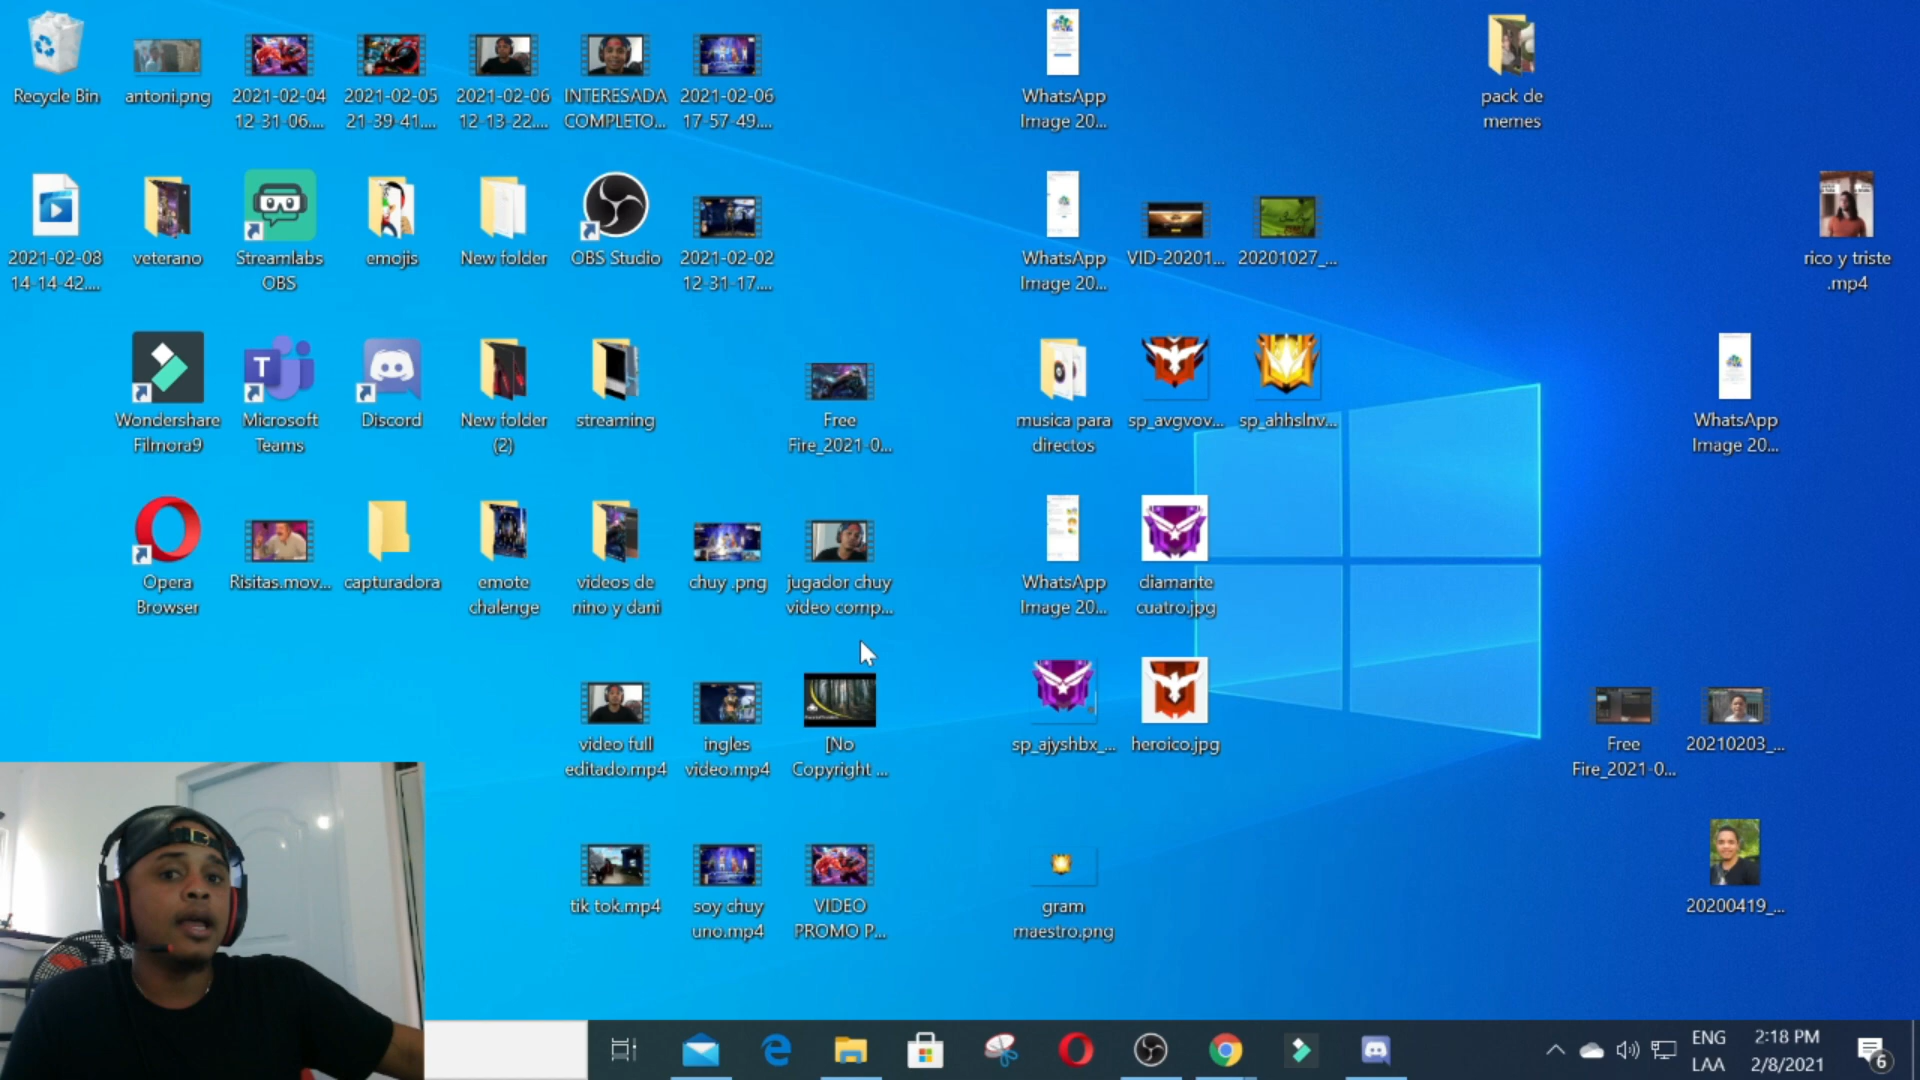 Recycle Bin
antoni.png
2021-02-04
12-31-06....
2021-02-05
21-39-41....
2021-02-06
12-13-22....
INTERESADA
COMPLETO...
2021-02-06
17-57-49....
WhatsApp
Image 20...
pack de
memes
2021-02-08
14-14-42....
veterano
Streamlabs
OBS
emojis
New folder
OBS Studio
2021-02-02
12-31-17....
WhatsApp
Image 20...
VID-20201...
20201027_...
rico y triste
.mp4
Wondershare
Filmora9
Microsoft
Teams
Discord
New folder
(2)
streaming
Free
Fire_2021-0...
musica para
directos
sp_avgvov...
sp_ahhslnv...
WhatsApp
Image 20...
Opera
Browser
Risitas.mov...
capturadora
emote
chalenge
videos de
nino y dani
chuy .png
jugador chuy
video comp...
WhatsApp
Image 20...
diamante
cuatro.jpg
video full
editado.mp4
ingles
video.mp4
[No
Copyright ...
sp_ajyshbx_...
heroico.jpg
Free
Fire_2021-0...
20210203_...
tik tok.mp4
soy chuy
uno.mp4
VIDEO
PROMO P...
gram
maestro.png
20200419_...
ENG
LAA
2:18 PM
2/8/2021
6